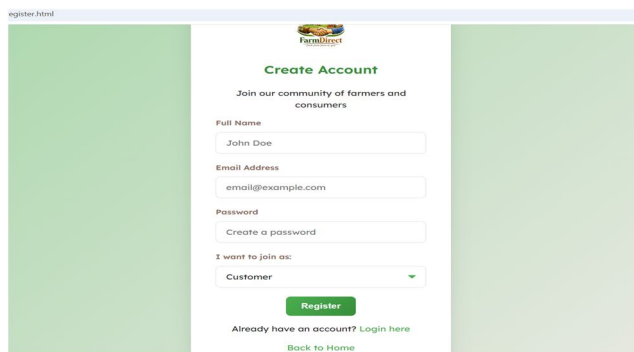 egister.html
FarmDirect
Create Account
Join our community of farmers and
consumers
Full Name
John Doe
Email Address
email@example.com
Password
Create a password
I want to join as:
Customer
Register
Already have an account? Login here
Back to Home